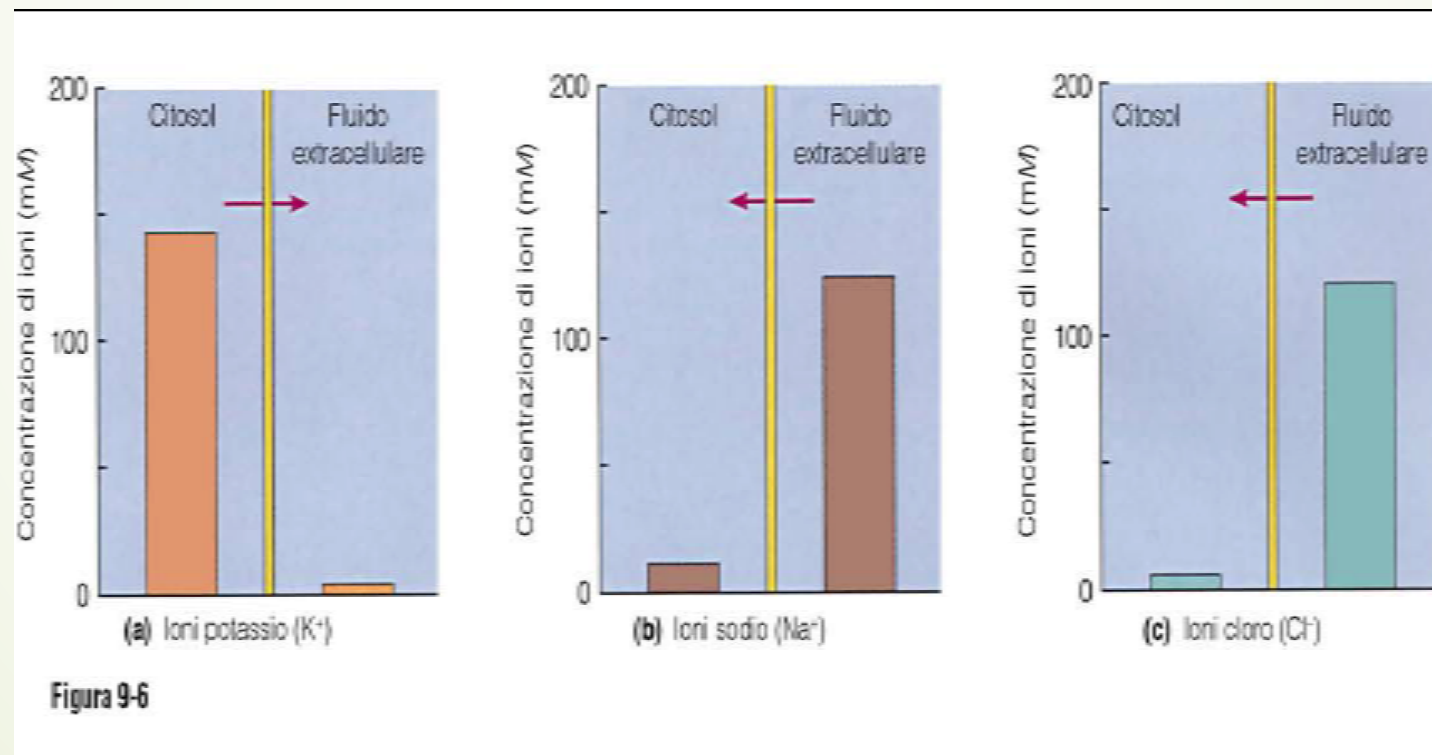 Concentrazione di ioni (mM)
200
100
0
Citosol
Fluido
extracellulare
(a) Ioni potassio (K⁺)
Concentrazione di ioni (mM)
200
100
0
Citosol
Fluido
extracellulare
(b) Ioni sodio (Na⁺)
Concentrazione di ioni (mM)
200
100
0
Citosol
Fluido
extracellulare
(c) Ioni cloro (Cl⁻)
Figura 9-6